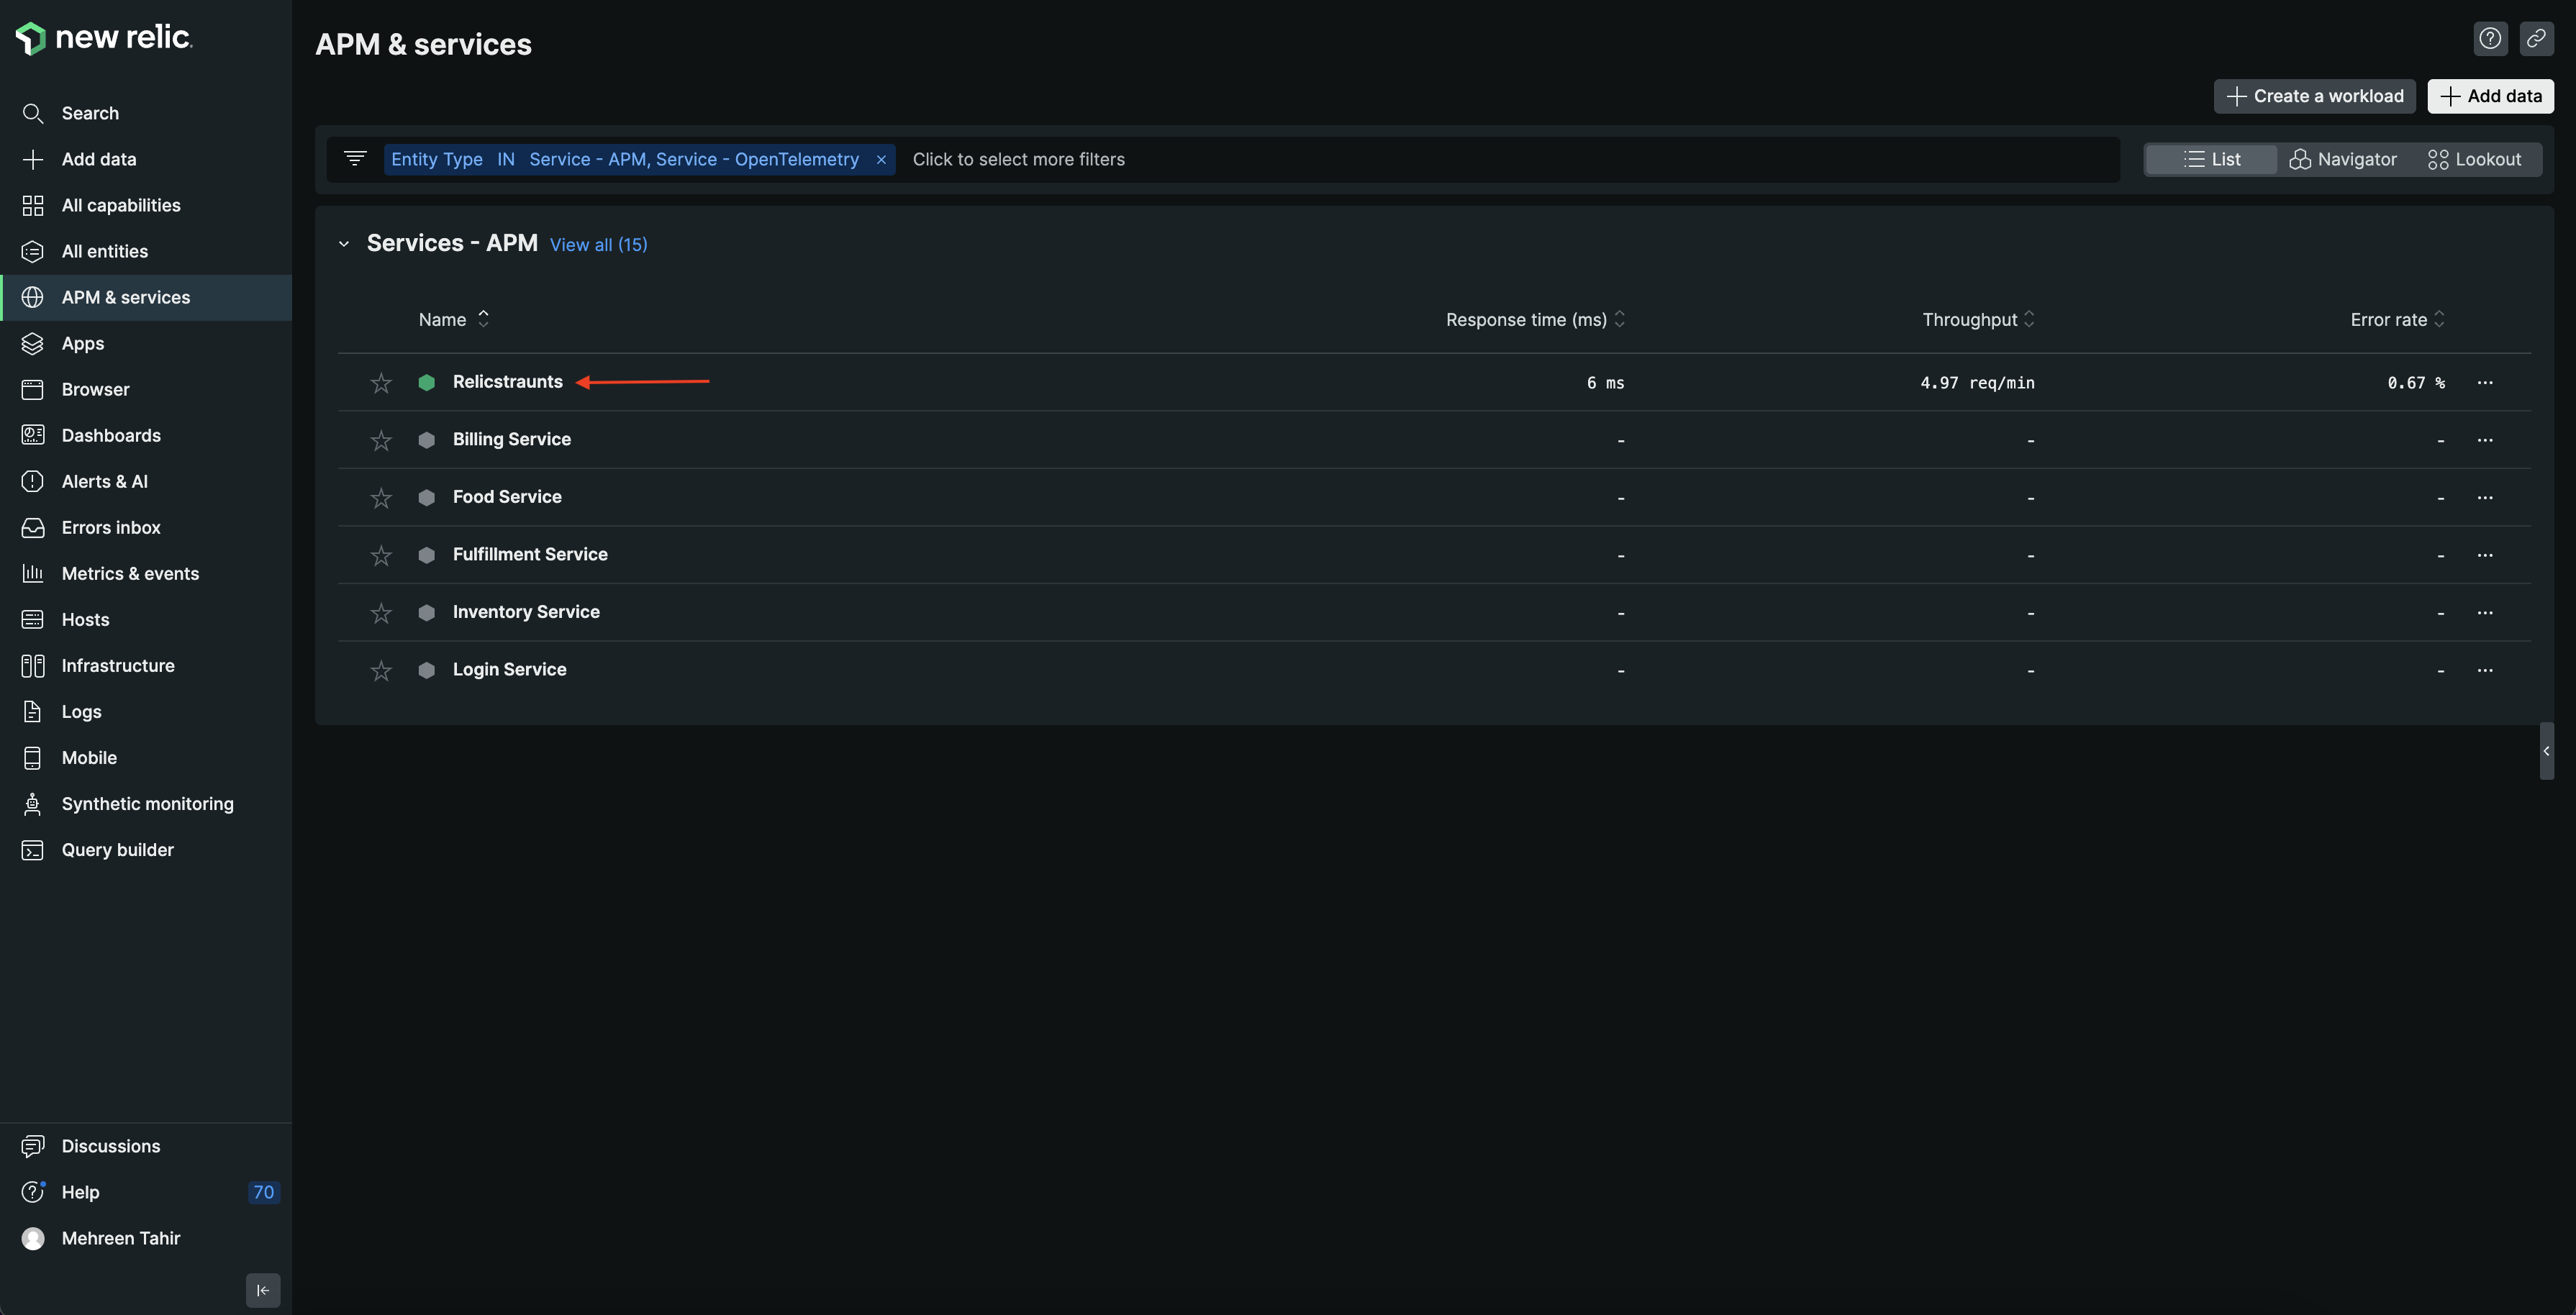 new relic.
Search
Add data
All capabilities
All entities
APM & services
Apps
Browser
Dashboards
Alerts & AI
Errors inbox
Metrics & events
Hosts
Infrastructure
Logs
Mobile
Synthetic monitoring
Query builder
Discussions
Help 70
Mehreen Tahir
APM & services
Create a workload Add data
Entity Type IN Service - APM, Service - OpenTelemetry × Click to select more filters List Navigator Lookout
Services - APM View all (15)
Name Response time (ms) Throughput Error rate
Relicstraunts 6 ms 4.97 req/min 0.67 % ...
Billing Service - - - ...
Food Service - - - ...
Fulfillment Service - - - ...
Inventory Service - - - ...
Login Service - - - ...